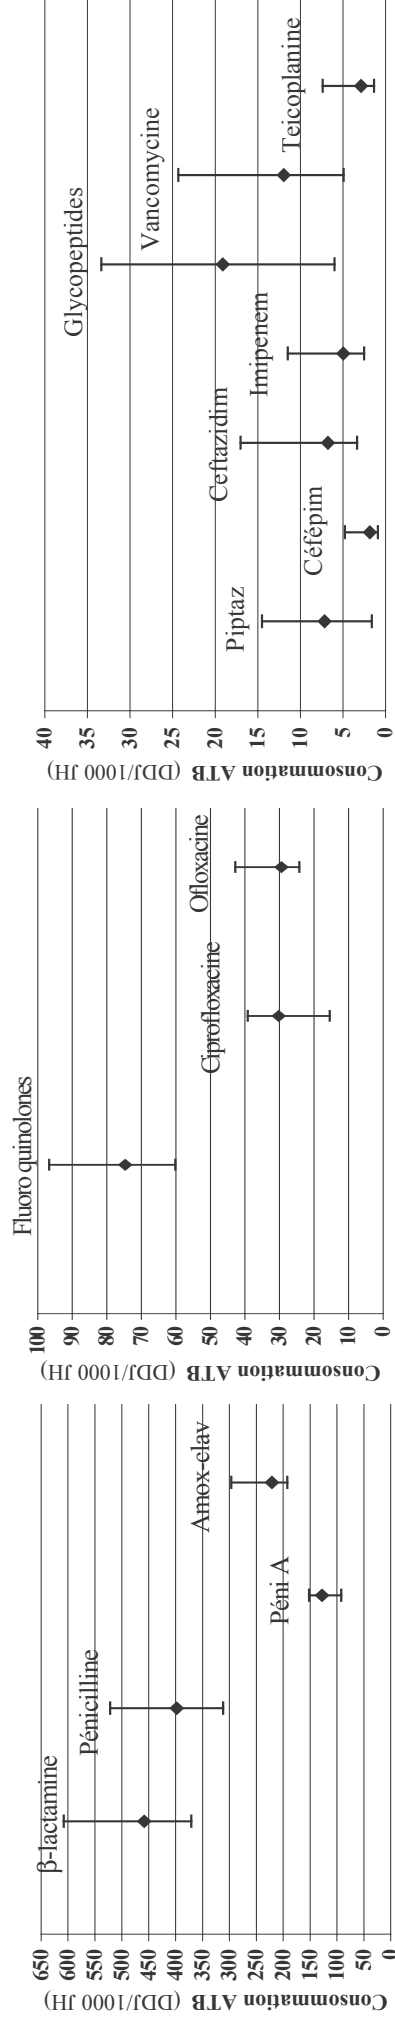 Consommation ATB (DDJ/1000 JH)
650
600
550
500
450
400
350
300
250
200
150
100
50
0
β-lactamine
Pénicilline
Péni A
Amox-clav
Consommation ATB (DDJ/1000 JH)
100
90
80
70
60
50
40
30
20
10
0
Fluoro quinolones
Ciprofloxacine
Ofloxacine
Consommation ATB (DDJ/1000 JH)
40
35
30
25
20
15
10
5
0
Piptaz
Céfépim
Ceftazidim
Imipenem
Glycopeptides
Vancomycine
Teicoplanine